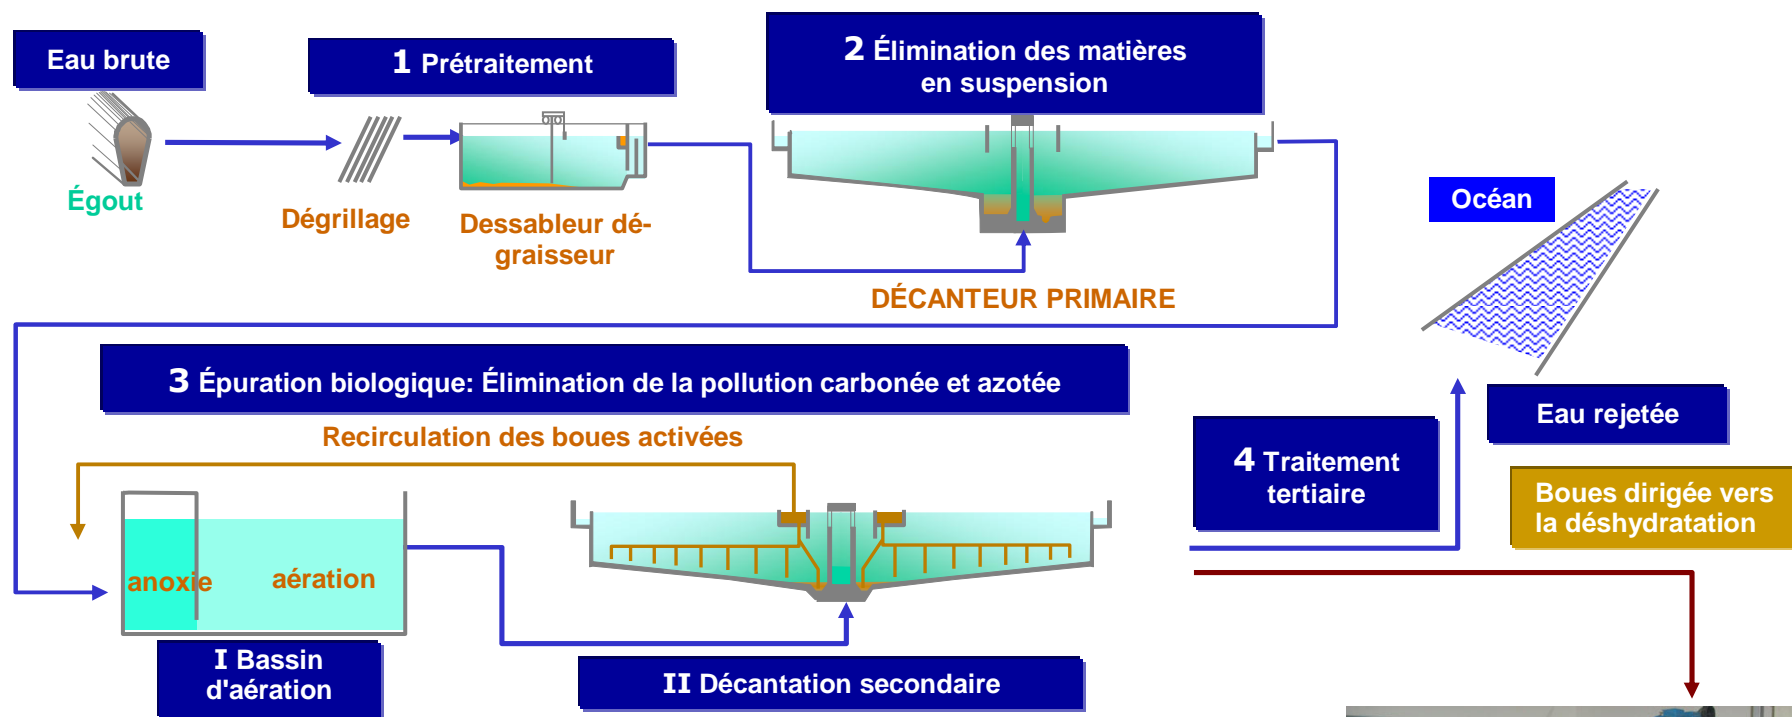 Eau brute
1 Prétraitement
2 Élimination des matières
en suspension
Égout
Dégrillage
Dessableur dé-
graisseur
DÉCANTEUR PRIMAIRE
Océan
3 Épuration biologique: Élimination de la pollution carbonée et azotée
Eau rejetée
Recirculation des boues activées
4 Traitement
tertiaire
Boues dirigée vers
la déshydratation
anoxie
aération
I Bassin
d'aération
II Décantation secondaire